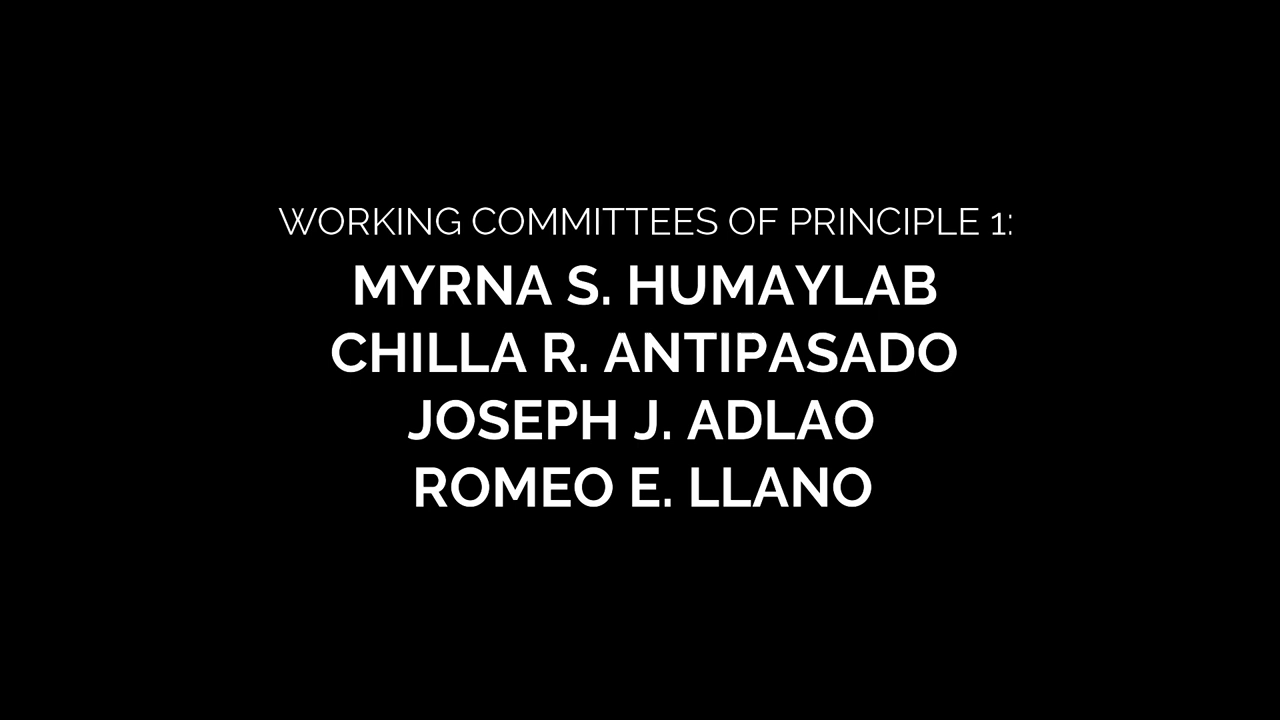 WORKING COMMITTEES OF PRINCIPLE 1:
MYRNA S. HUMAYLAB
CHILLA R. ANTIPASADO
JOSEPH J. ADLAO
ROMEO E. LLANO